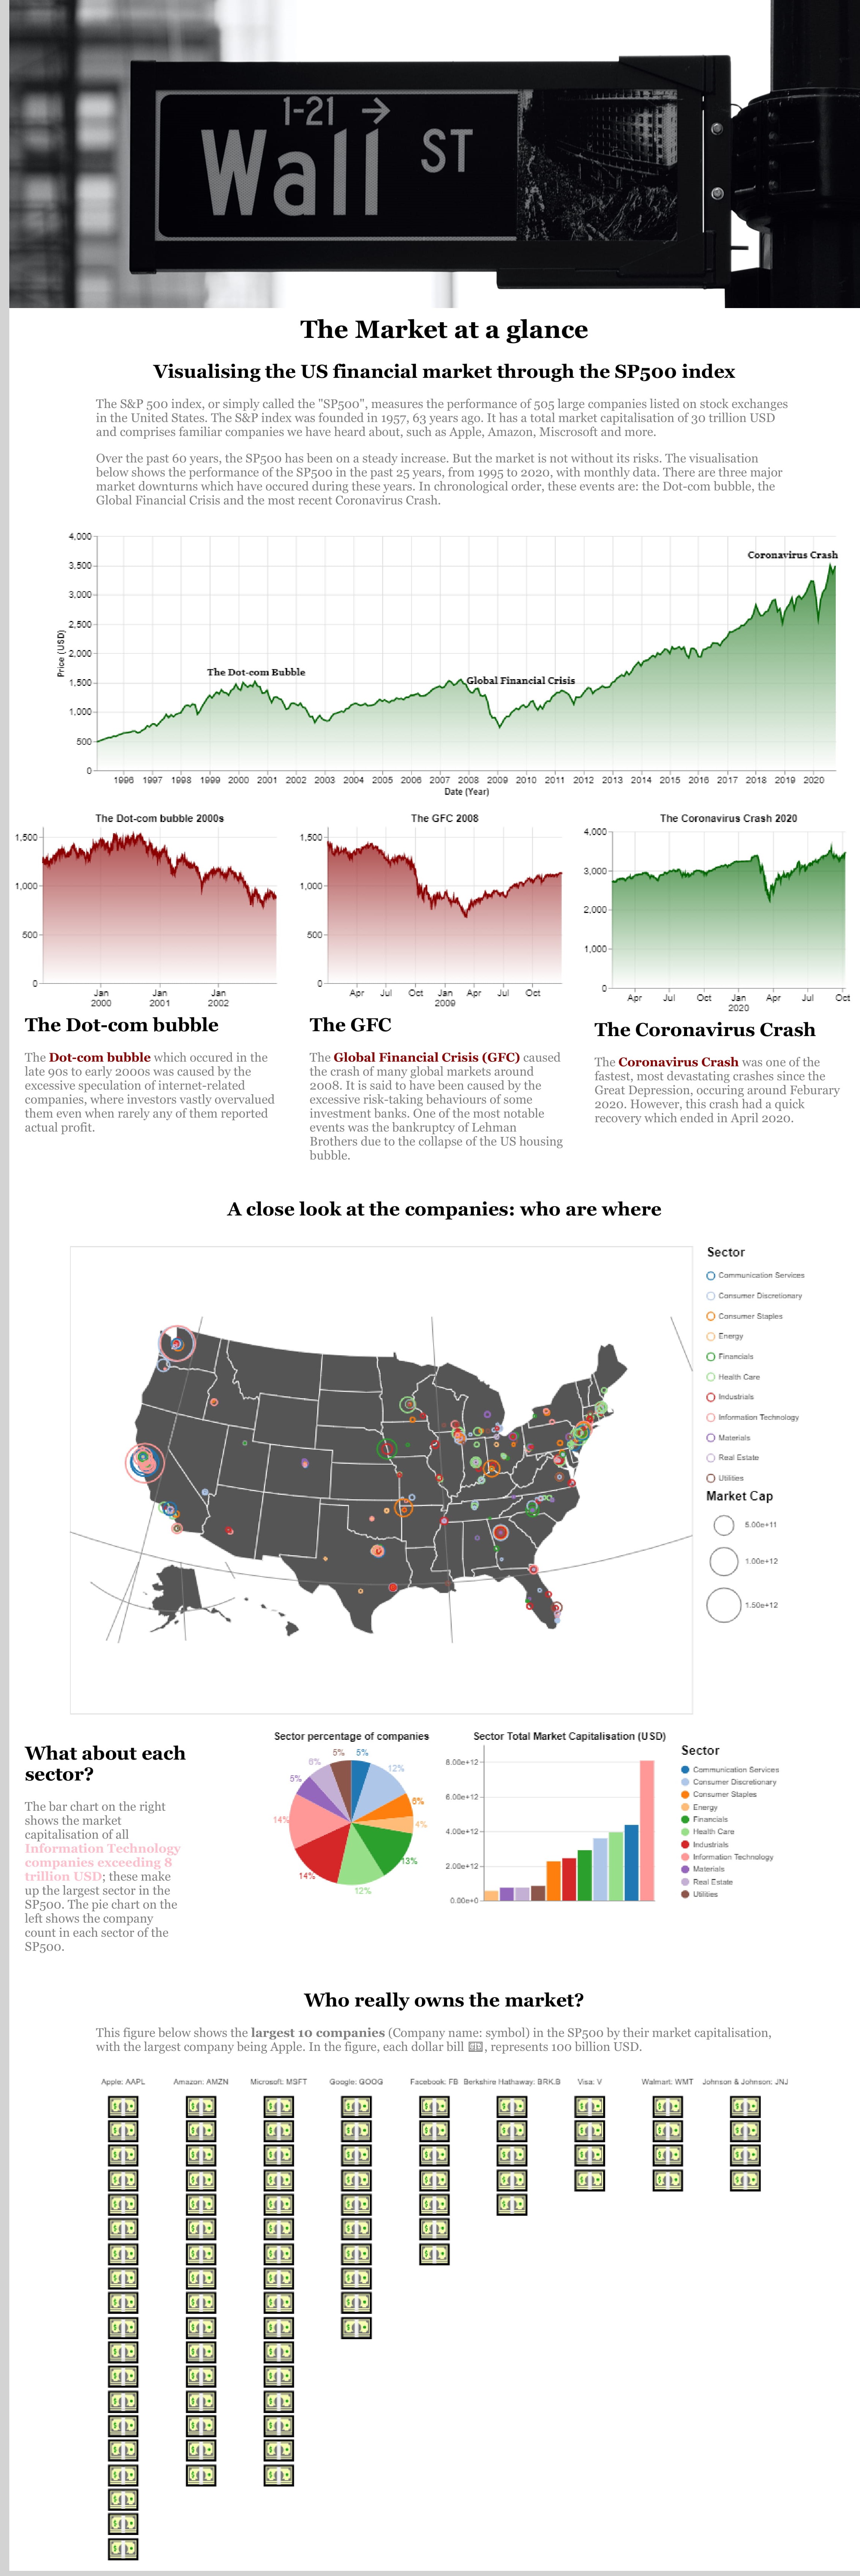 1-21 →
Wall ST
The Market at a glance
Visualising the US financial market through the SP500 index
The S&P 500 index, or simply called the "SP500", measures the performance of 505 large companies listed on stock exchanges
in the United States. The S&P index was founded in 1957, 63 years ago. It has a total market capitalisation of 30 trillion USD
and comprises familiar companies we have heard about, such as Apple, Amazon, Miscrosoft and more.
Over the past 60 years, the SP500 has been on a steady increase. But the market is not without its risks. The visualisation
below shows the performance of the SP500 in the past 25 years, from 1995 to 2020, with monthly data. There are three major
market downturns which have occured during these years. In chronological order, these events are: the Dot-com bubble, the
Global Financial Crisis and the most recent Coronavirus Crash.
4,000
3,500
3,000
2,500
2,000
1,500
1,000
500
0
Price (USD)
Coronavirus Crash
The Dot-com Bubble
Global Financial Crisis
1996 1997 1998 1999 2000 2001 2002 2003 2004 2005 2006 2007 2008 2009 2010 2011 2012 2013 2014 2015 2016 2017 2018 2019 2020
Date (Year)
The Dot-com bubble 2000s
1,500
1,000
500
0
Jan Jan Jan
2000 2001 2002
The Dot-com bubble
The Dot-com bubble which occured in the
late 90s to early 2000s was caused by the
excessive speculation of internet-related
companies, where investors vastly overvalued
them even when rarely any of them reported
actual profit.
The GFC 2008
1,500
1,000
500
0
Apr Jul Oct Jan Apr Jul Oct
2009
The GFC
The Global Financial Crisis (GFC) caused
the crash of many global markets around
2008. It is said to have been caused by the
excessive risk-taking behaviours of some
investment banks. One of the most notable
events was the bankruptcy of Lehman
Brothers due to the collapse of the US housing
bubble.
The Coronavirus Crash 2020
4,000
3,000
2,000
1,000
0
Apr Jul Oct Jan Apr Jul Oct
2020
The Coronavirus Crash
The Coronavirus Crash was one of the
fastest, most devastating crashes since the
Great Depression, occuring around Feburary
2020. However, this crash had a quick
recovery which ended in April 2020.
A close look at the companies: who are where
Sector
Communication Services
Consumer Discretionary
Consumer Staples
Energy
Financials
Health Care
Industrials
Information Technology
Materials
Real Estate
Utilities
Market Cap
5.00e+11
1.00e+12
1.50e+12
What about each
sector?
The bar chart on the right
shows the market
capitalisation of all
Information Technology
companies exceeding 8
trillion USD; these make
up the largest sector in the
SP500. The pie chart on the
left shows the company
count in each sector of the
SP500.
Sector percentage of companies
5%
12%
6%
4%
13%
12%
14%
14%
5%
6%
5%
Sector Total Market Capitalisation (USD)
8.00e+12
6.00e+12
4.00e+12
2.00e+12
0.00e+0
Sector
Communication Services
Consumer Discretionary
Consumer Staples
Energy
Financials
Health Care
Industrials
Information Technology
Materials
Real Estate
Utilities
Who really owns the market?
This figure below shows the largest 10 companies (Company name: symbol) in the SP500 by their market capitalisation,
with the largest company being Apple. In the figure, each dollar bill 💵, represents 100 billion USD.
Apple: AAPL Amazon: AMZN Microsoft: MSFT Google: GOOG Facebook: FB Berkshire Hathaway: BRK.B Visa: V Walmart: WMT Johnson & Johnson: JNJ